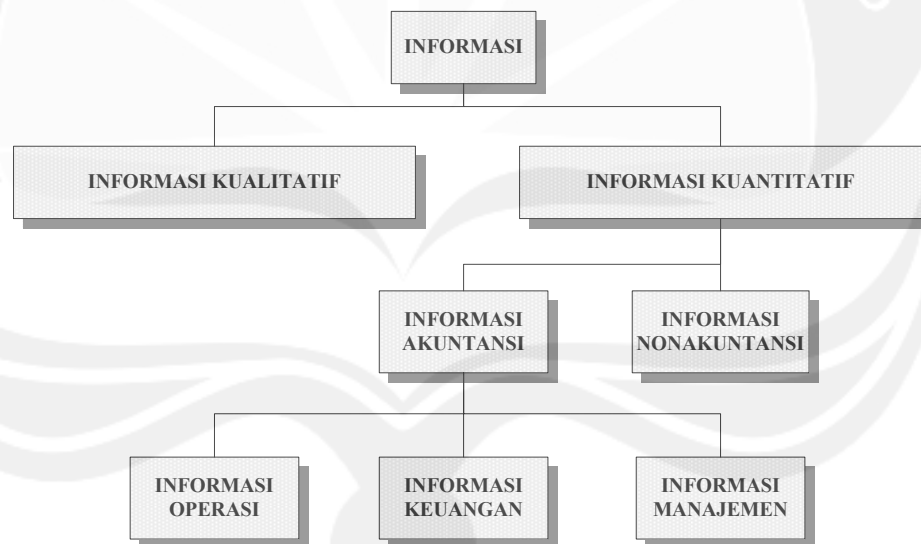 INFORMASI
INFORMASI KUALITATIF
INFORMASI KUANTITATIF
INFORMASI
AKUNTANSI
INFORMASI
NONAKUNTANSI
INFORMASI
OPERASI
INFORMASI
KEUANGAN
INFORMASI
MANAJEMEN